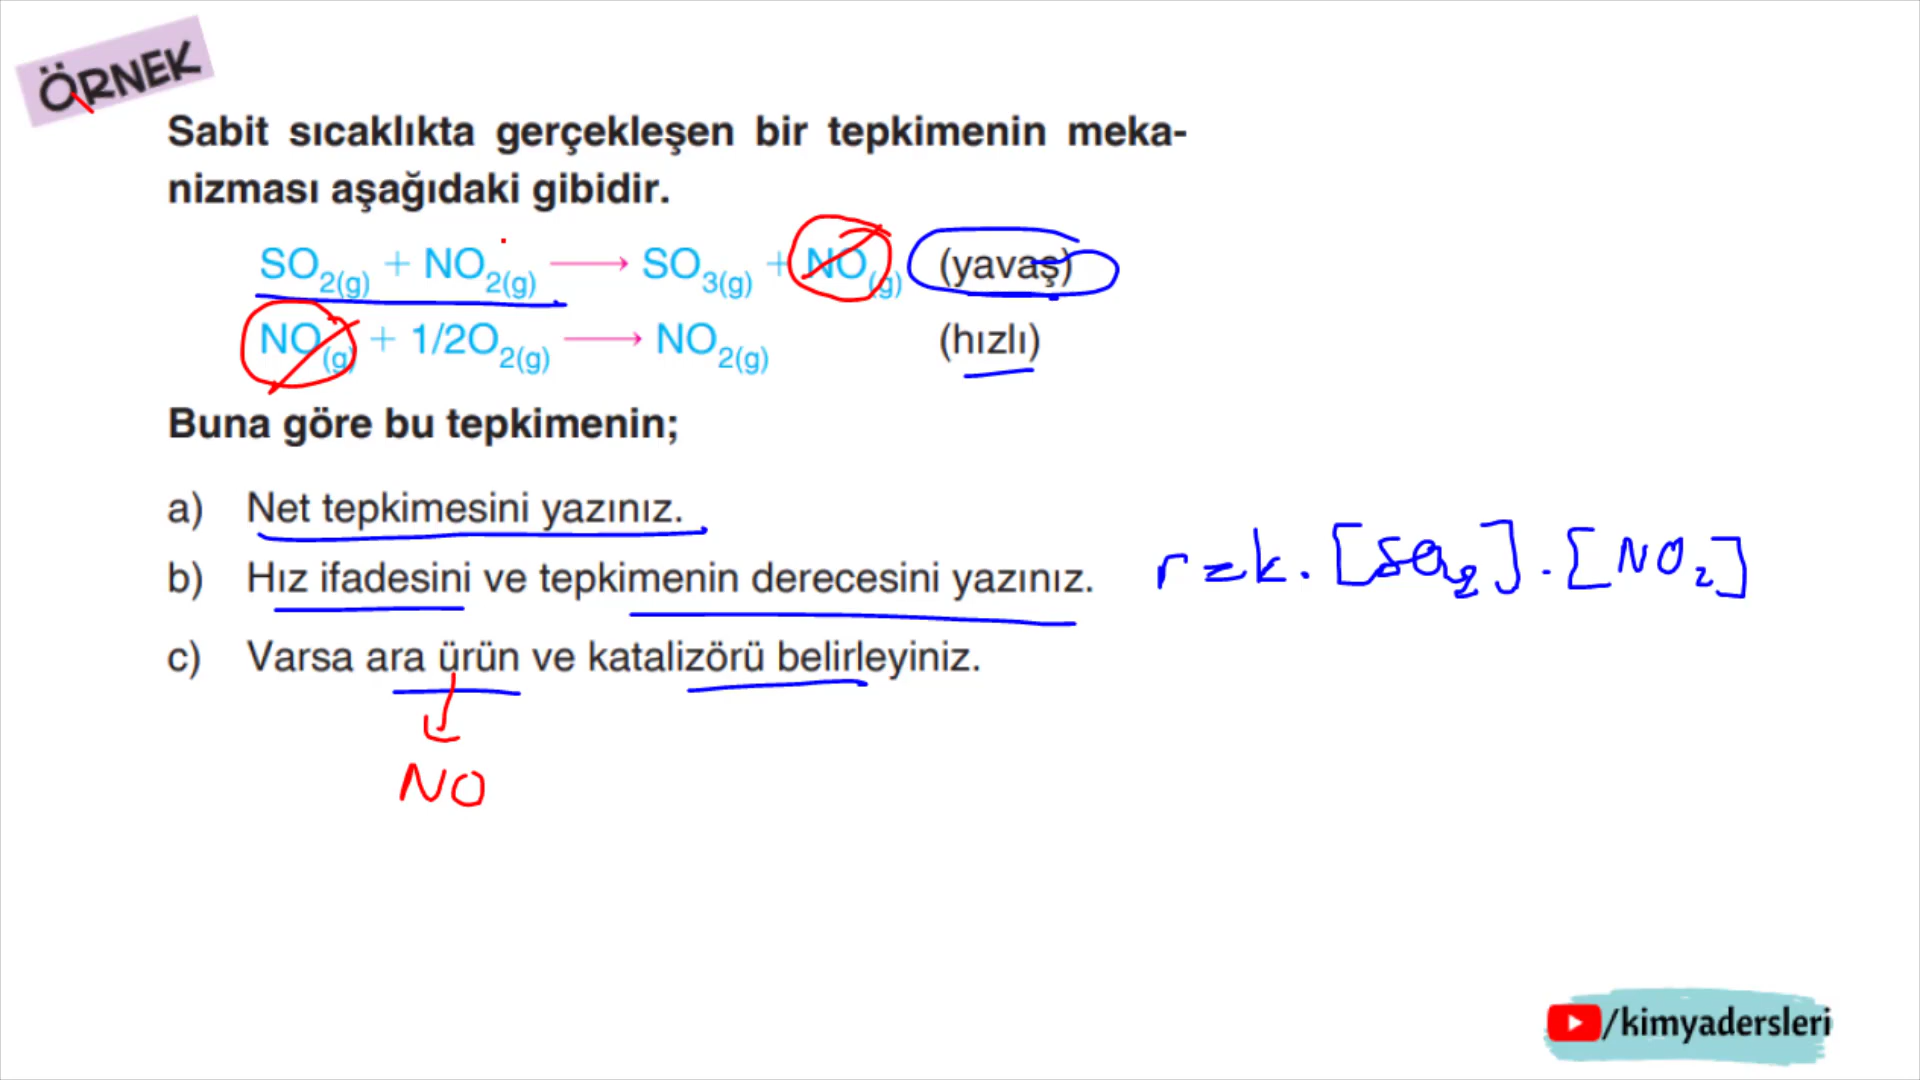 ÖRNEK
Sabit sıcaklıkta gerçekleşen bir tepkimenin meka-
nizması aşağıdaki gibidir.
SO2(g) + NO2(g) → SO3(g) + NO(g) (yavaş)
NO(g) + 1/2O2(g) → NO2(g) (hızlı)
Buna göre bu tepkimenin;
a) Net tepkimesini yazınız.
b) Hız ifadesini ve tepkimenin derecesini yazınız. r=k.[SO2].[NO2]
c) Varsa ara ürün ve katalizörü belirleyiniz.
NO
/kimyadersleri